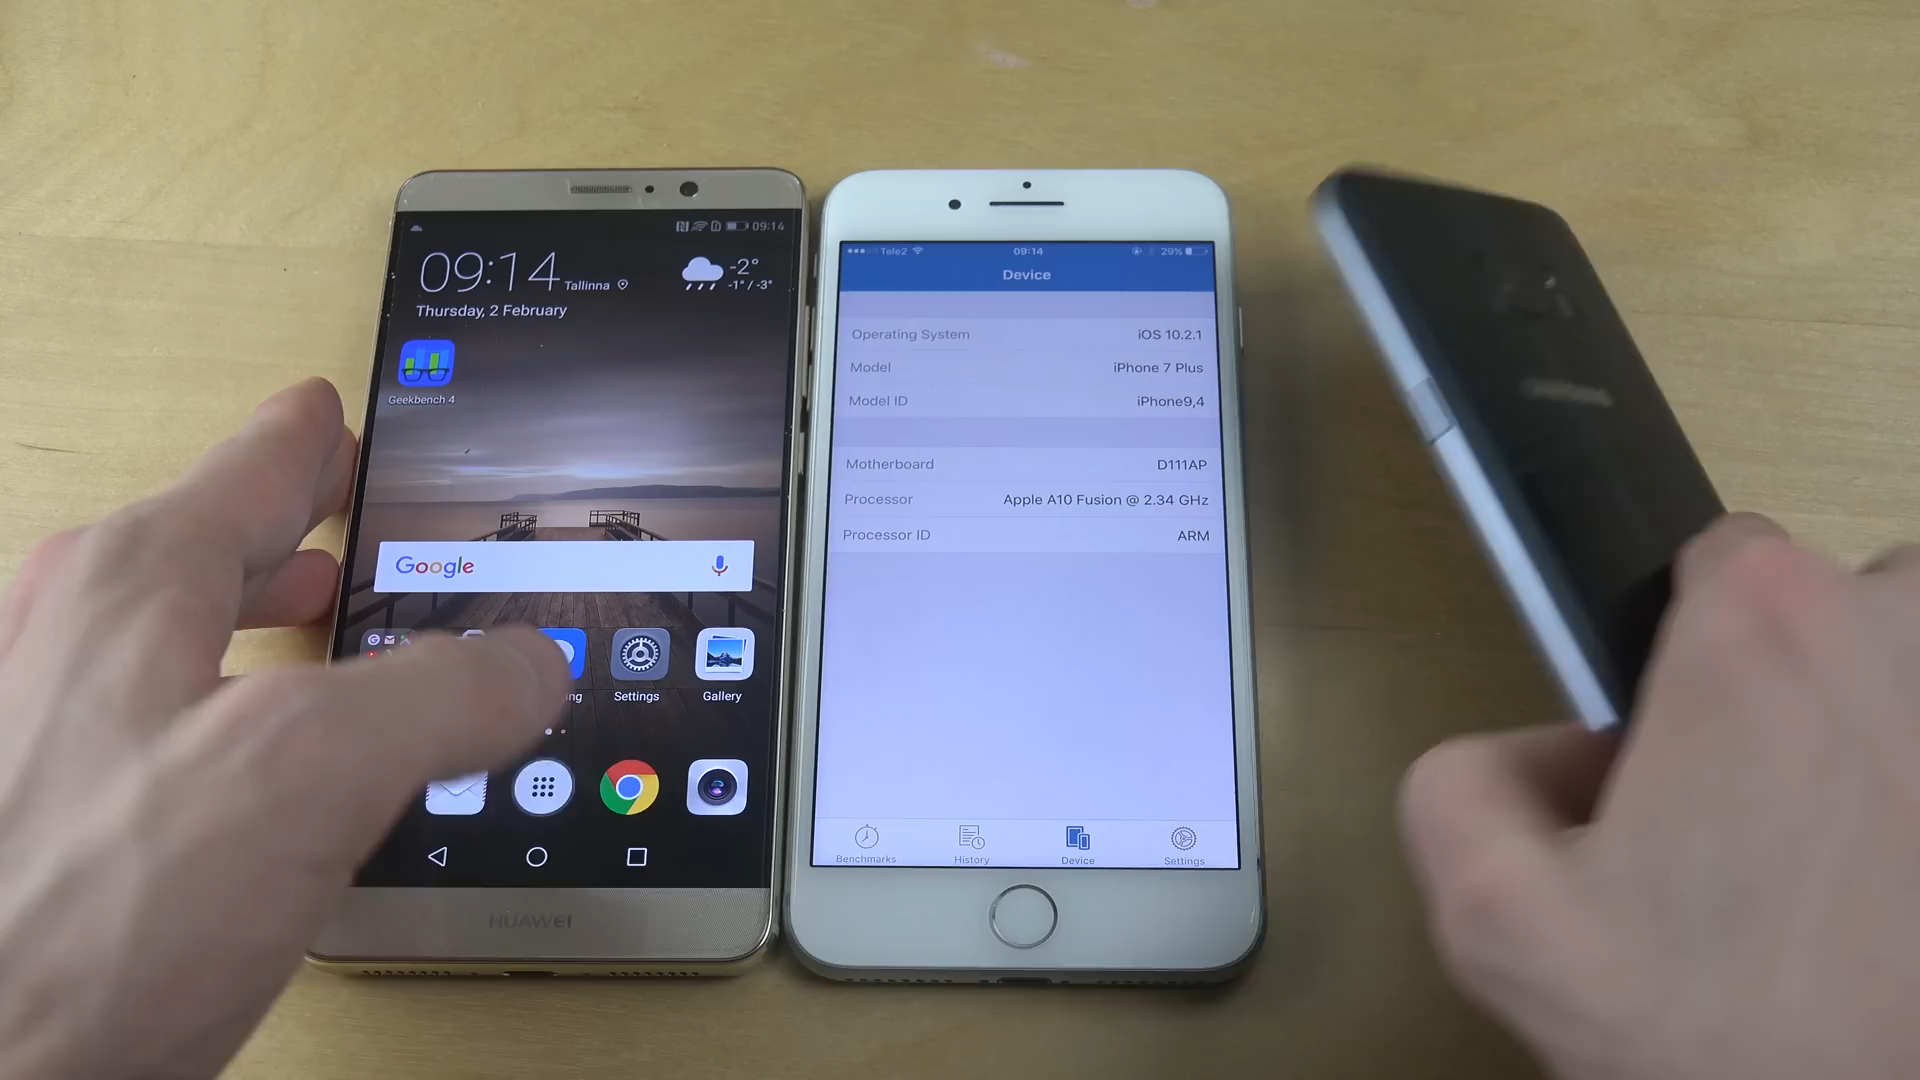 09:14
09:14
Tallinna
-2°
-1° / -3°
Thursday, 2 February
Geekbench 4
Google
ing
Settings
Gallery
HUAWEI
Tele2
09:14
29%
Device
Operating System
iOS 10.2.1
Model
iPhone 7 Plus
Model ID
iPhone9,4
Motherboard
D111AP
Processor
Apple A10 Fusion @ 2.34 GHz
Processor ID
ARM
Benchmarks
History
Device
Settings
SAMSUNG